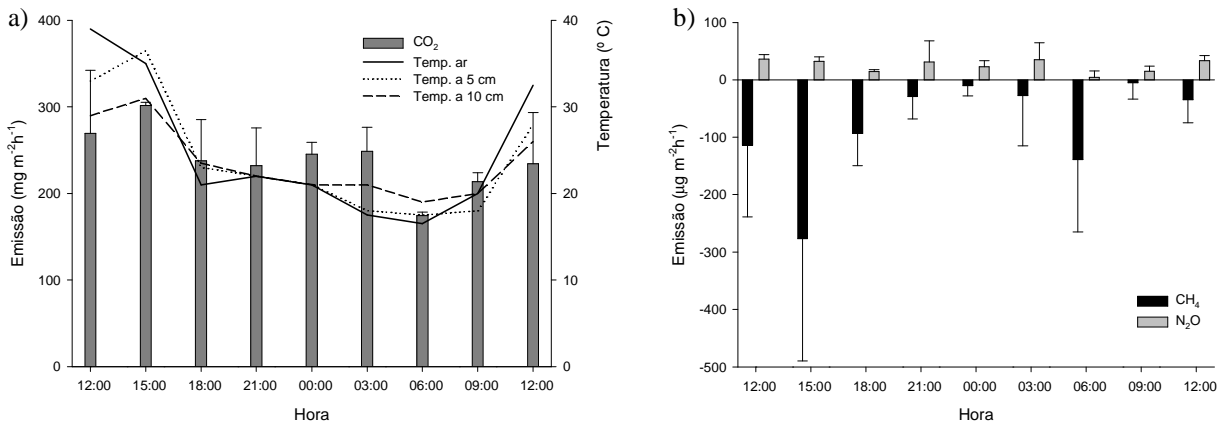 a)
400
300
200
100
0
Emissão (mg m-2h-1)
CO2
Temp. ar
Temp. a 5 cm
Temp. a 10 cm
40
30
20
10
0
Temperatura (º C)
12:00 15:00 18:00 21:00 00:00 03:00 06:00 09:00 12:00
Hora
b)
100
0
-100
-200
-300
-400
-500
Emissão (µg m-2h-1)
CH4
N2O
12:00 15:00 18:00 21:00 00:00 03:00 06:00 09:00 12:00
Hora